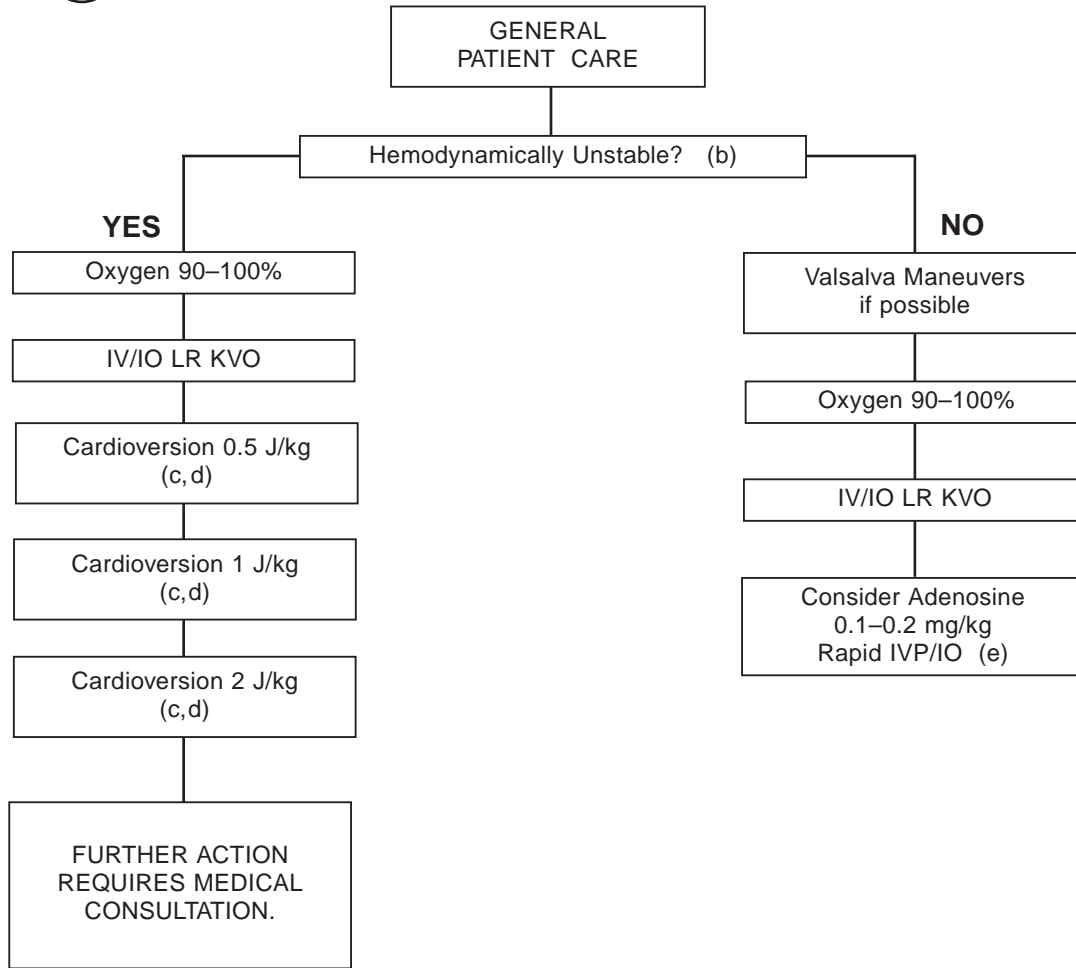 GENERAL
PATIENT CARE
Hemodynamically Unstable? (b)
YES
Oxygen 90–100%
IV/IO LR KVO
Cardioversion 0.5 J/kg
(c,d)
Cardioversion 1 J/kg
(c,d)
Cardioversion 2 J/kg
(c,d)
FURTHER ACTION
REQUIRES MEDICAL
CONSULTATION.
NO
Valsalva Maneuvers
if possible
Oxygen 90–100%
IV/IO LR KVO
Consider Adenosine
0.1–0.2 mg/kg
Rapid IVP/IO (e)